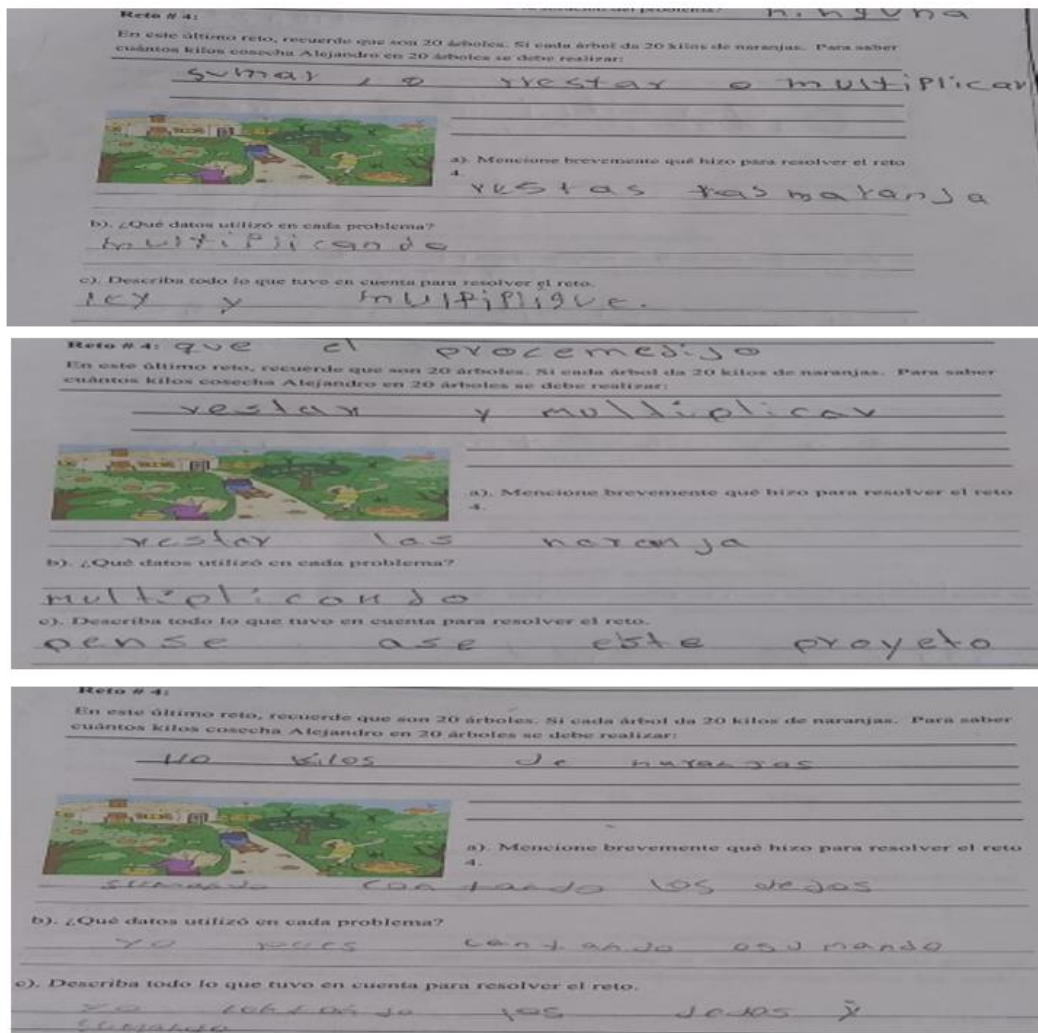 ninguna
Reto # 4:
En este último reto, recuerde que son 20 árboles. Si cada árbol da 20 kilos de naranjas. Para saber
cuántos kilos cosecha Alejandro en 20 árboles se debe realizar:
sumar, o rrestar o multiplicar
a). Mencione brevemente qué hizo para resolver el reto
4.
restas maranja
b). ¿Qué datos utilizó en cada problema?
multiplicando
c). Describa todo lo que tuvo en cuenta para resolver el reto.
ley y multiplique.
Reto # 4: que el procemedijo
En este último reto, recuerde que son 20 árboles. Si cada árbol da 20 kilos de naranjas. Para saber
cuántos kilos cosecha Alejandro en 20 árboles se debe realizar:
restar y multiplicar
a). Mencione brevemente qué hizo para resolver el reto
4.
restar las naranja
b). ¿Qué datos utilizó en cada problema?
multiplicando
c). Describa todo lo que tuvo en cuenta para resolver el reto.
pense ase este proyeto
Reto # 4:
En este último reto, recuerde que son 20 árboles. Si cada árbol da 20 kilos de naranjas. Para saber
cuántos kilos cosecha Alejandro en 20 árboles se debe realizar:
40 kilos de naranjas
a). Mencione brevemente qué hizo para resolver el reto
4.
sumando contando los dedos
b). ¿Qué datos utilizó en cada problema?
yo pues contando osumando
c). Describa todo lo que tuvo en cuenta para resolver el reto.
yo contando los dedos y
sumando